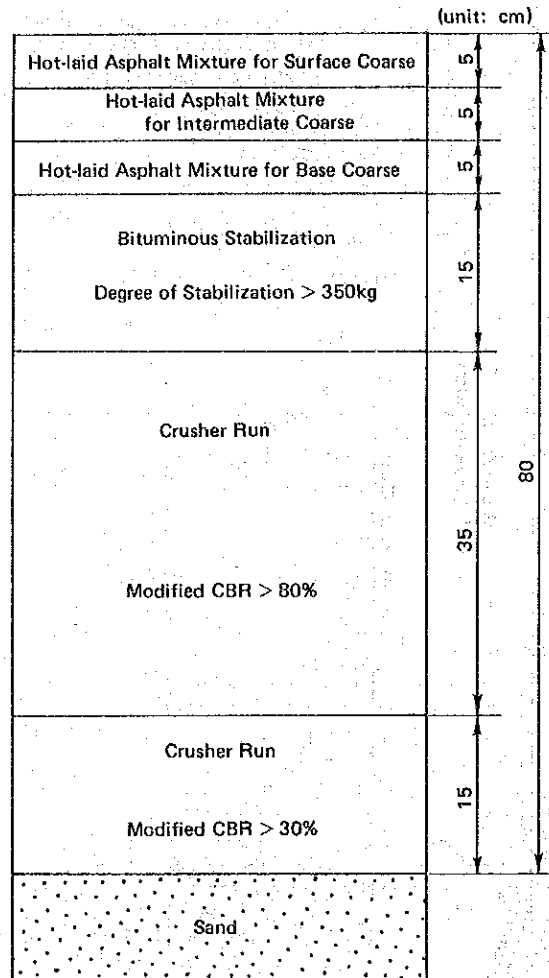 (unit: cm)
Hot-laid Asphalt Mixture for Surface Coarse
5
Hot-laid Asphalt Mixture
for Intermediate Coarse
5
Hot-laid Asphalt Mixture for Base Coarse
5
Bituminous Stabilization
Degree of Stabilization > 350kg
15
Crusher Run
Modified CBR > 80%
35
80
Crusher Run
Modified CBR > 30%
15
Sand